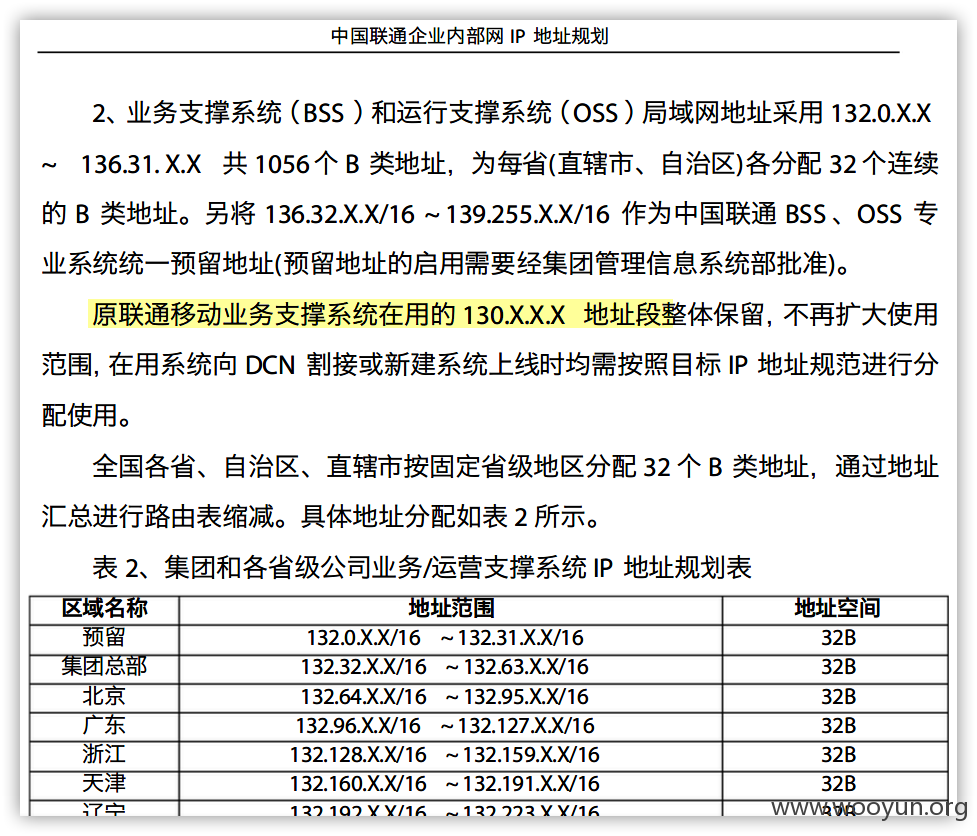 中国联通企业内部网 IP 地址规划
2、业务支撑系统（BSS）和运行支撑系统（OSS）局域网地址采用 132.0.X.X
~ 136.31. X.X 共 1056 个 B 类地址，为每省(直辖市、自治区)各分配 32 个连续
的 B 类地址。另将 136.32.X.X/16 ~ 139.255.X.X/16 作为中国联通 BSS、OSS 专
业系统统一预留地址(预留地址的启用需要经集团管理信息系统部批准)。
原联通移动业务支撑系统在用的 130.X.X.X 地址段整体保留，不再扩大使用
范围，在用系统向 DCN 割接或新建系统上线时均需按照目标 IP 地址规范进行分
配使用。
全国各省、自治区、直辖市按固定省级地区分配 32 个 B 类地址，通过地址
汇总进行路由表缩减。具体地址分配如表 2 所示。
表 2、集团和各省级公司业务/运营支撑系统 IP 地址规划表
区域名称 地址范围 地址空间
预留 132.0.X.X/16 ~ 132.31.X.X/16 32B
集团总部 132.32.X.X/16 ~ 132.63.X.X/16 32B
北京 132.64.X.X/16 ~ 132.95.X.X/16 32B
广东 132.96.X.X/16 ~ 132.127.X.X/16 32B
浙江 132.128.X.X/16 ~ 132.159.X.X/16 32B
天津 132.160.X.X/16 ~ 132.191.X.X/16 32B
辽宁 132.192.X.X/16 ~ 132.223.X.X/16 32B
www.wooyun.org